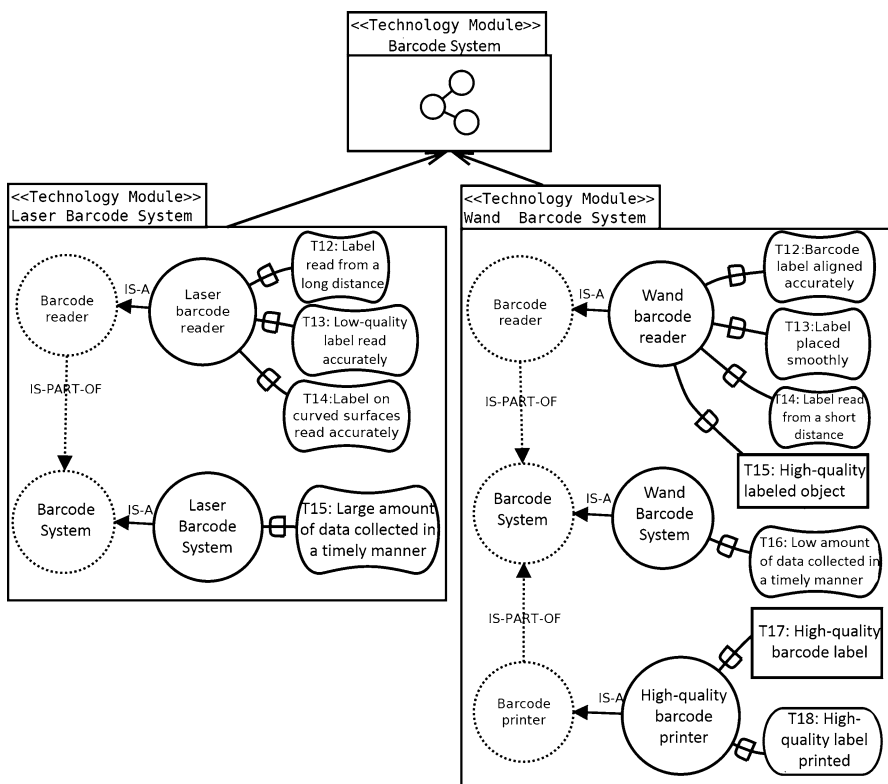 <<Technology Module>>
Barcode System
<<Technology Module>>
Laser Barcode System
Barcode
reader
IS-A
Laser
barcode
reader
T12: Label
read from a
long distance
T13: Low-quality
label read
accurately
T14:Label on
curved surfaces
read accurately
IS-PART-OF
Barcode
System
IS-A
Laser
Barcode
System
T15: Large amount
of data collected in
a timely manner
<<Technology Module>>
Wand  Barcode System
Barcode
reader
IS-A
Wand
barcode
reader
T12:Barcode
label aligned
accurately
T13:Label
placed
smoothly
T14: Label read
from a short
distance
T15: High-quality
labeled object
IS-PART-OF
Barcode
System
IS-A
Wand
Barcode
System
T16: Low amount
of data collected in
a timely manner
IS-PART-OF
T17: High-quality
barcode label
Barcode
printer
IS-A
High-quality
barcode
printer
T18: High-
quality label
printed